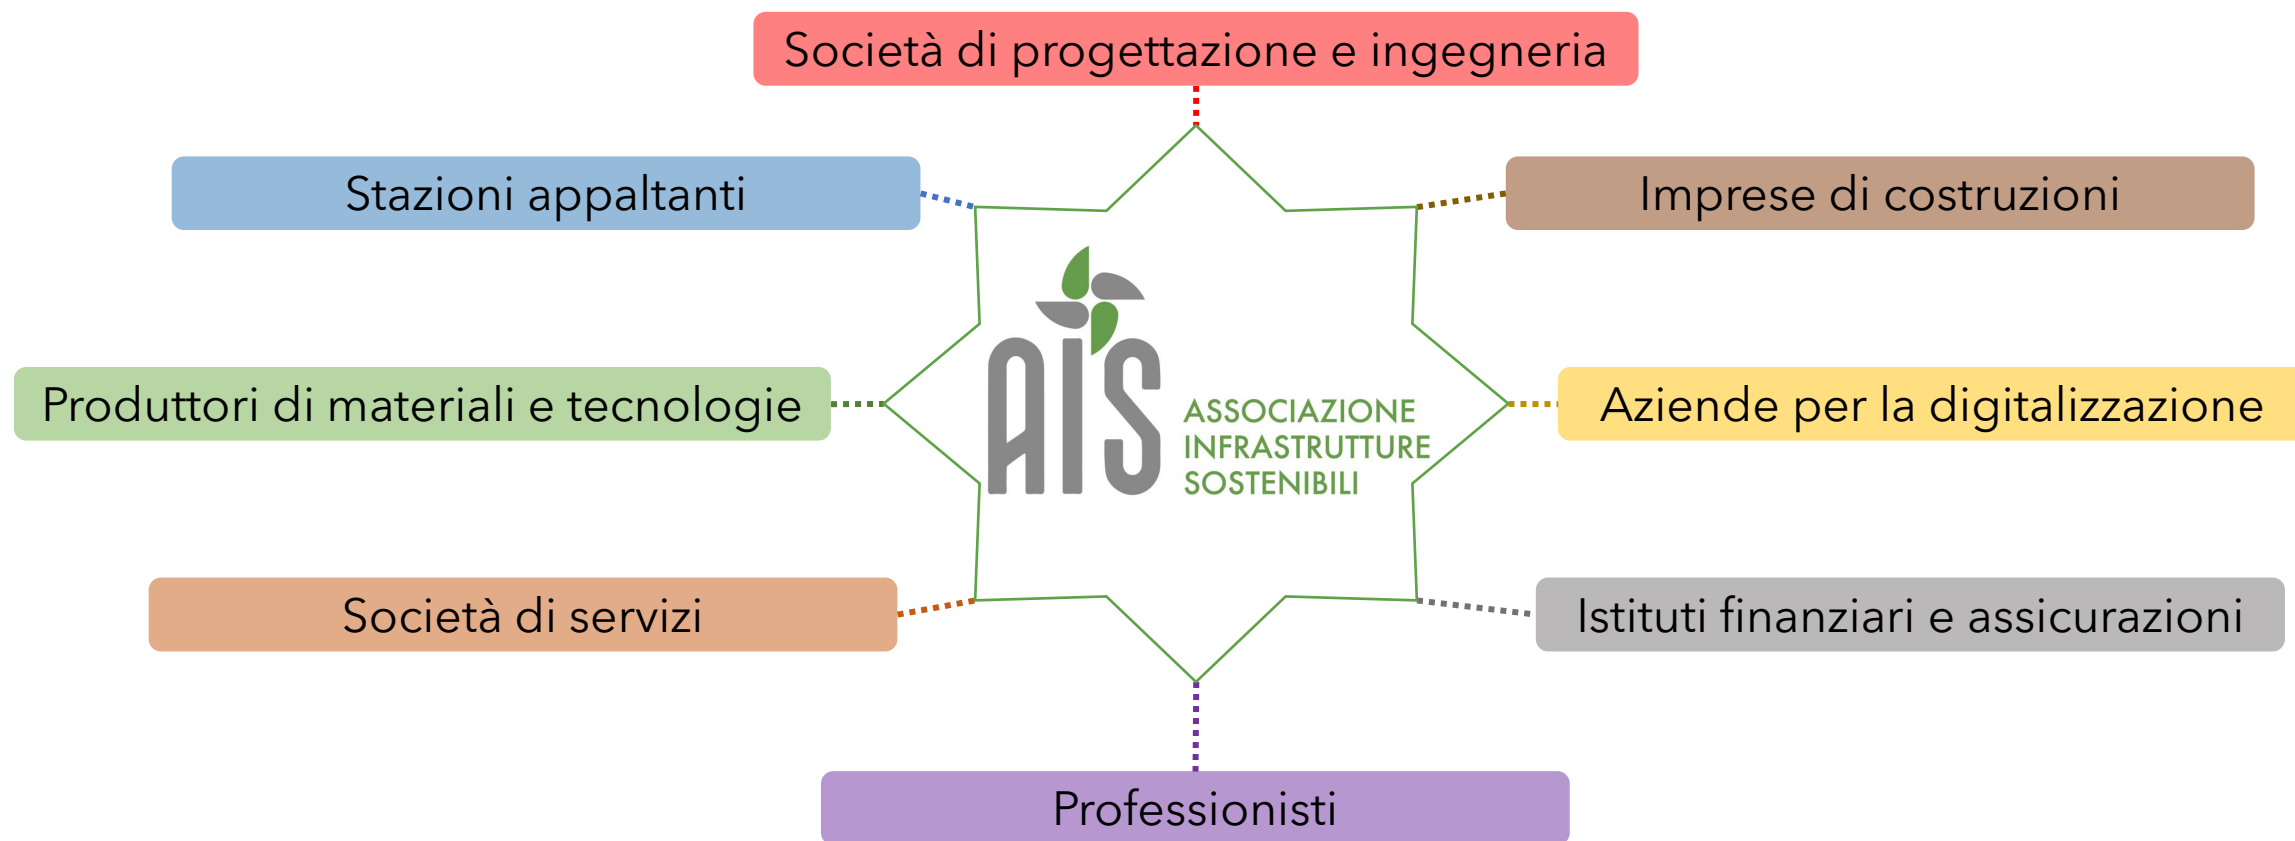 Società di progettazione e ingegneria
Stazioni appaltanti
Imprese di costruzioni
AIS
ASSOCIAZIONE
INFRASTRUTTURE
SOSTENIBILI
Produttori di materiali e tecnologie
Aziende per la digitalizzazione
Società di servizi
Istituti finanziari e assicurazioni
Professionisti